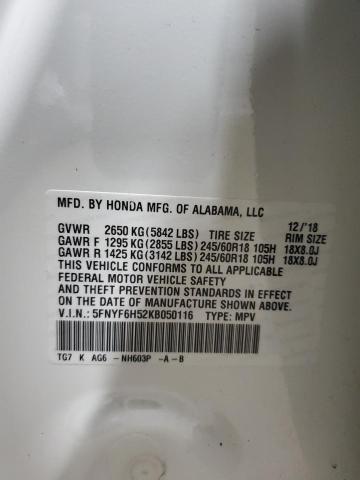 MFD. BY HONDA MFG. OF ALABAMA, LLC
12/'18
GVWR 2650 KG (5842 LBS) TIRE SIZE RIM SIZE
GAWR F 1295 KG (2855 LBS) 245/60R18 105H 18X8.0J
GAWR R 1425 KG (3142 LBS) 245/60R18 105H 18X8.0J
THIS VEHICLE CONFORMS TO ALL APPLICABLE
FEDERAL MOTOR VEHICLE SAFETY
AND THEFT PREVENTION STANDARDS IN EFFECT
ON THE DATE OF MANUFACTURE SHOWN ABOVE.
V.I.N.: 5FNYF6H52KB050116 TYPE: MPV
TG7 K AG6 -NH603P -A-B